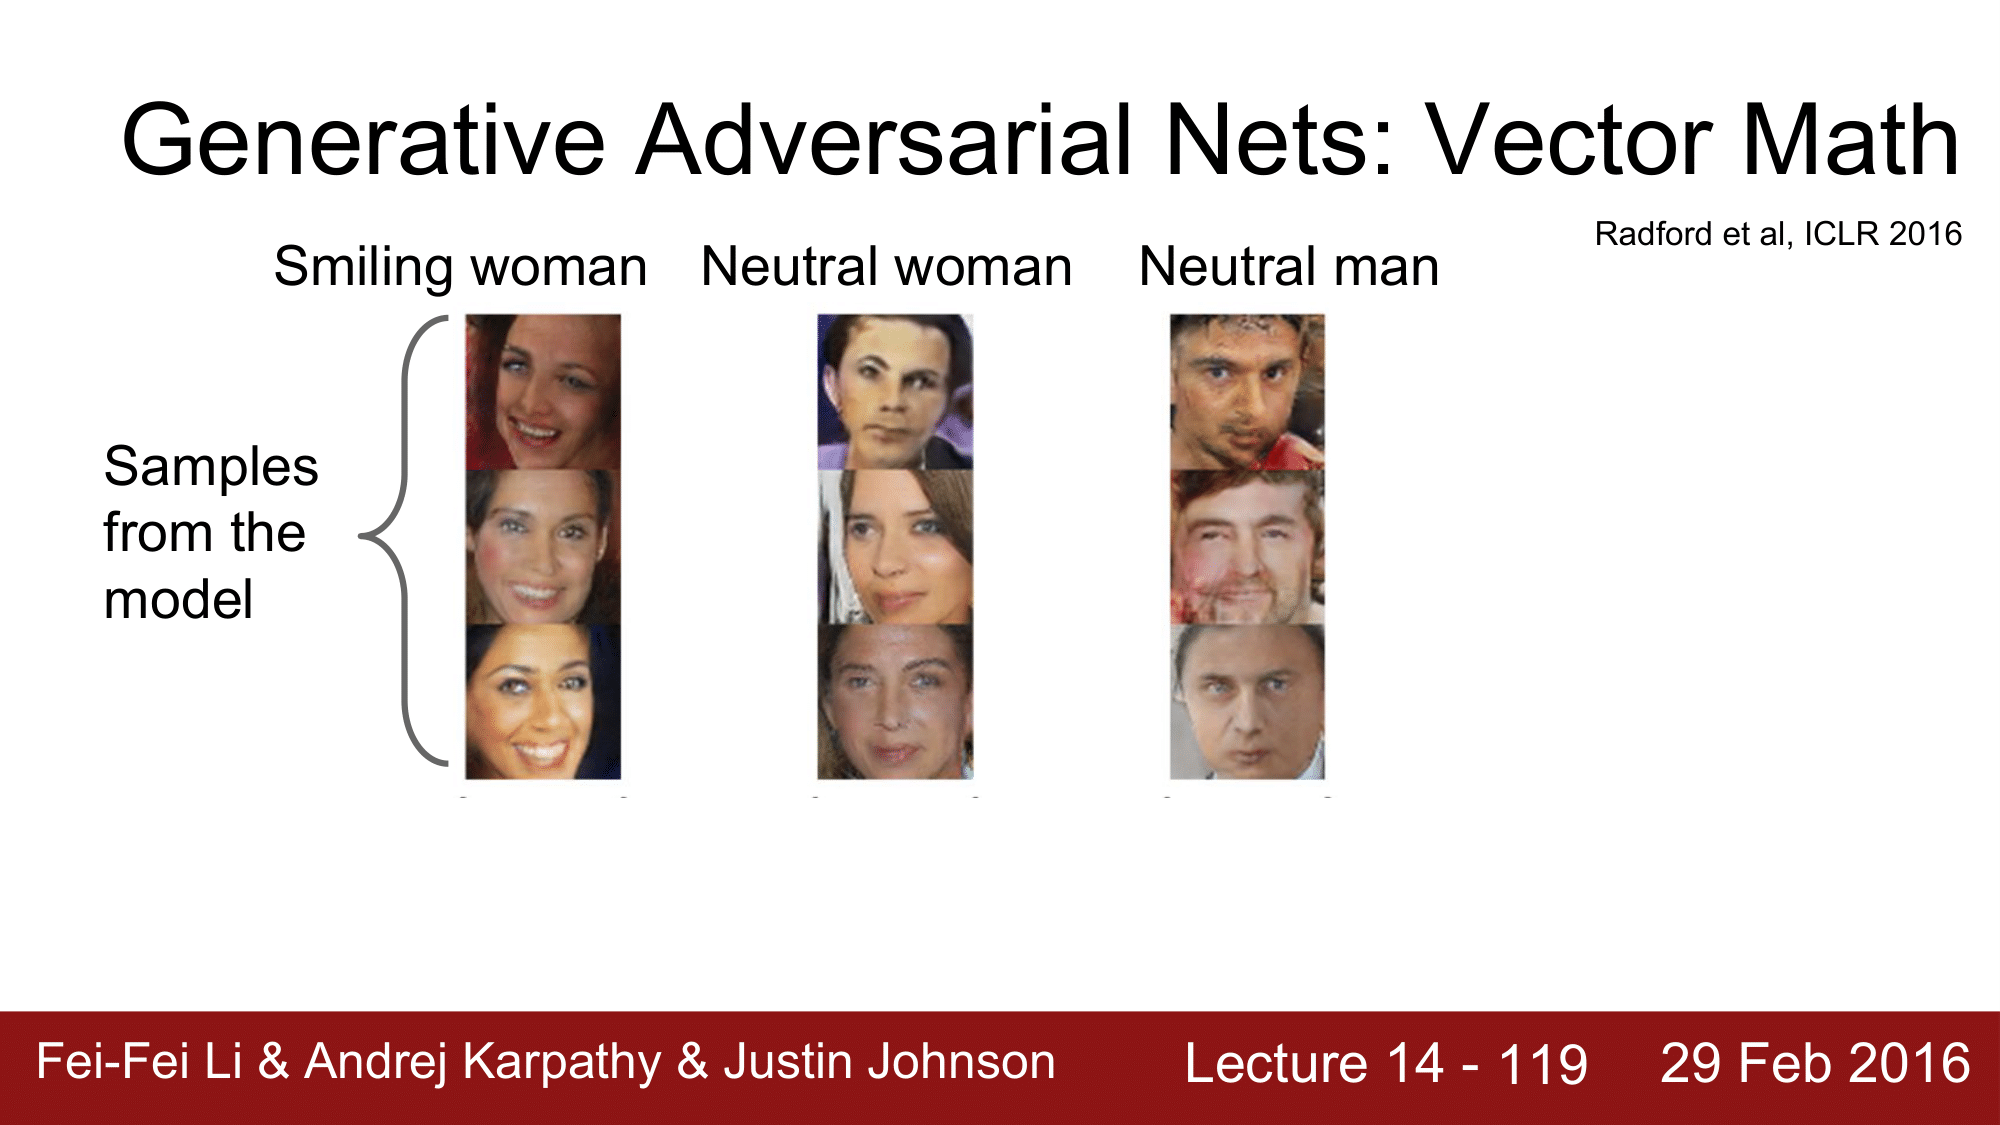 Generative Adversarial Nets: Vector Math
Radford et al, ICLR 2016
Smiling woman
Neutral woman
Neutral man
Samples
from the
model
Fei-Fei Li & Andrej Karpathy & Justin Johnson
Lecture 14 - 119
29 Feb 2016